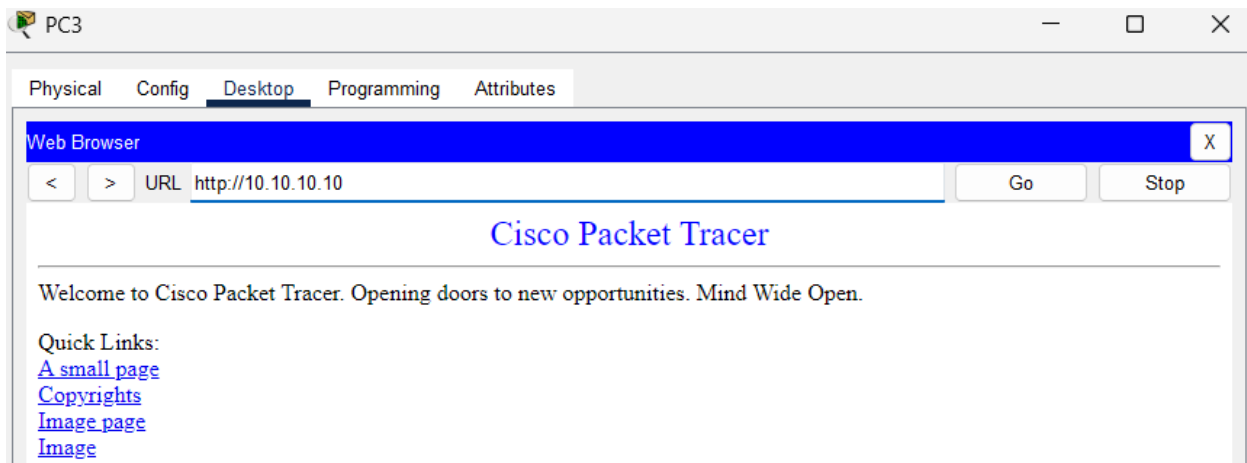 PC3
Physical Config Desktop Programming Attributes
Web Browser X
< > URL http://10.10.10.10 Go Stop
Cisco Packet Tracer
Welcome to Cisco Packet Tracer. Opening doors to new opportunities. Mind Wide Open.
Quick Links:
A small page
Copyrights
Image page
Image